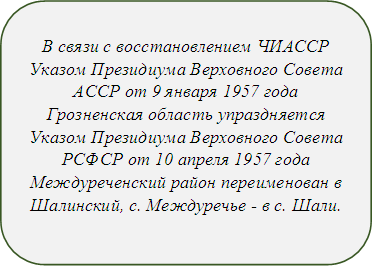 В связи с восстановлением ЧИАССР
Указом Президиума Верховного Совета
АССР от 9 января 1957 года
Грозненская область упраздняется
Указом Президиума Верховного Совета
РСФСР от 10 апреля 1957 года
Междуреченский район переименован в
Шалинский, с. Междуречье - в с. Шали.